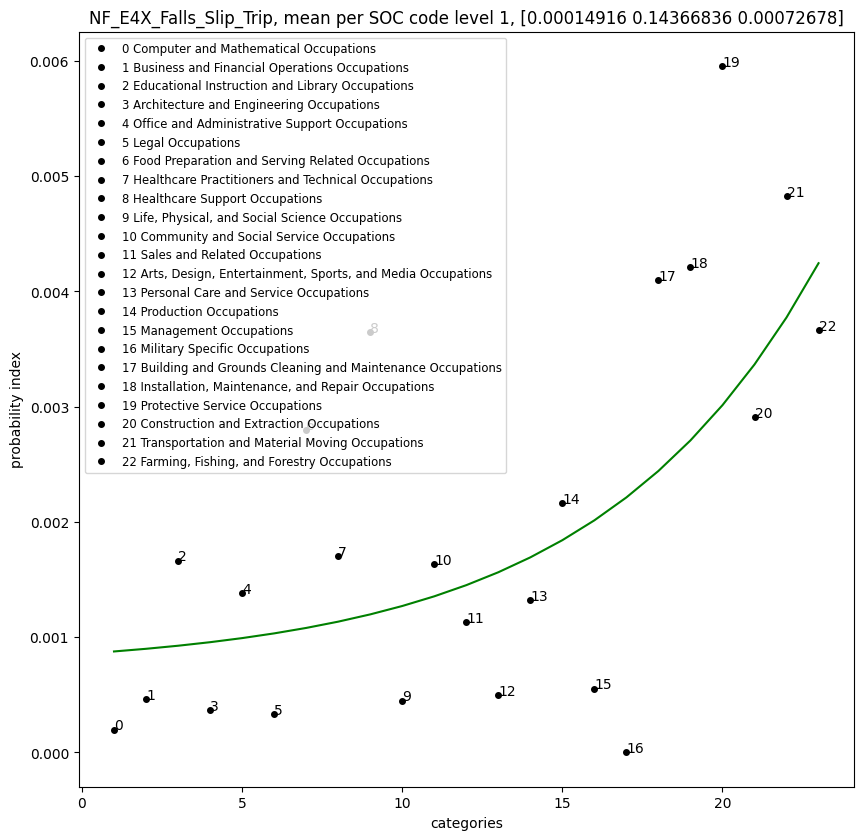 NF_E4X_Falls_Slip_Trip, mean per SOC code level 1, [0.00014916 0.14366836 0.00072678]
0 Computer and Mathematical Occupations
1 Business and Financial Operations Occupations
2 Educational Instruction and Library Occupations
3 Architecture and Engineering Occupations
4 Office and Administrative Support Occupations
5 Legal Occupations
6 Food Preparation and Serving Related Occupations
7 Healthcare Practitioners and Technical Occupations
8 Healthcare Support Occupations
9 Life, Physical, and Social Science Occupations
10 Community and Social Service Occupations
11 Sales and Related Occupations
12 Arts, Design, Entertainment, Sports, and Media Occupations
13 Personal Care and Service Occupations
14 Production Occupations
15 Management Occupations
16 Military Specific Occupations
17 Building and Grounds Cleaning and Maintenance Occupations
18 Installation, Maintenance, and Repair Occupations
19 Protective Service Occupations
20 Construction and Extraction Occupations
21 Transportation and Material Moving Occupations
22 Farming, Fishing, and Forestry Occupations
0.006
0.005
0.004
0.003
0.002
0.001
0.000
probability index
0
1
2
3
4
5
7
8
9
10
11
12
13
14
15
16
17
18
19
20
21
22
0 5 10 15 20
categories